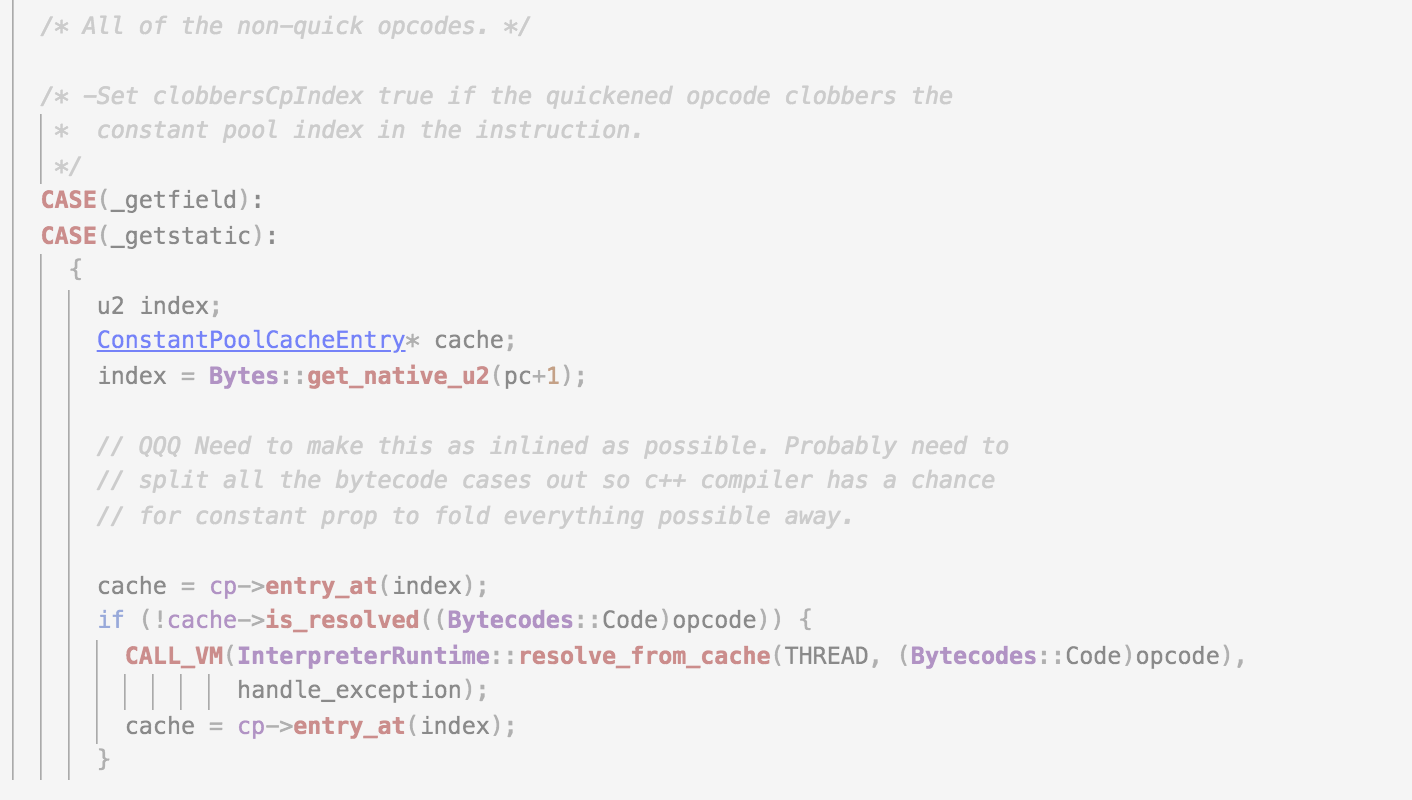 /* All of the non-quick opcodes. */
/* -Set clobbersCpIndex true if the quickened opcode clobbers the
 *  constant pool index in the instruction.
 */
CASE(_getfield):
CASE(_getstatic):
  {
    u2 index;
    ConstantPoolCacheEntry* cache;
    index = Bytes::get_native_u2(pc+1);
    // QQQ Need to make this as inlined as possible. Probably need to
    // split all the bytecode cases out so c++ compiler has a chance
    // for constant prop to fold everything possible away.
    cache = cp->entry_at(index);
    if (!cache->is_resolved((Bytecodes::Code)opcode)) {
      CALL_VM(InterpreterRuntime::resolve_from_cache(THREAD, (Bytecodes::Code)opcode),
              handle_exception);
      cache = cp->entry_at(index);
    }